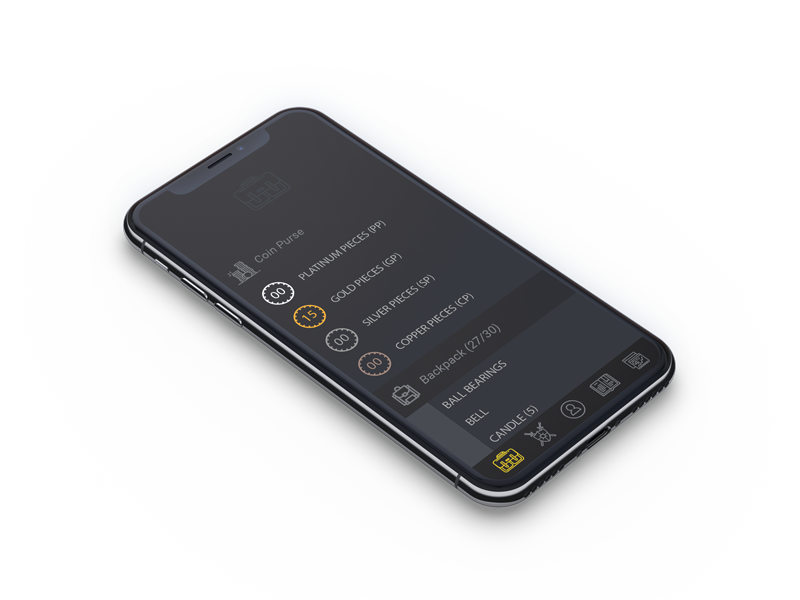 Coin Purse
00 PLATINUM PIECES (PP)
15 GOLD PIECES (GP)
00 SILVER PIECES (SP)
00 COPPER PIECES (CP)
Backpack (27/30)
BALL BEARINGS
BELL
CANDLE (5)